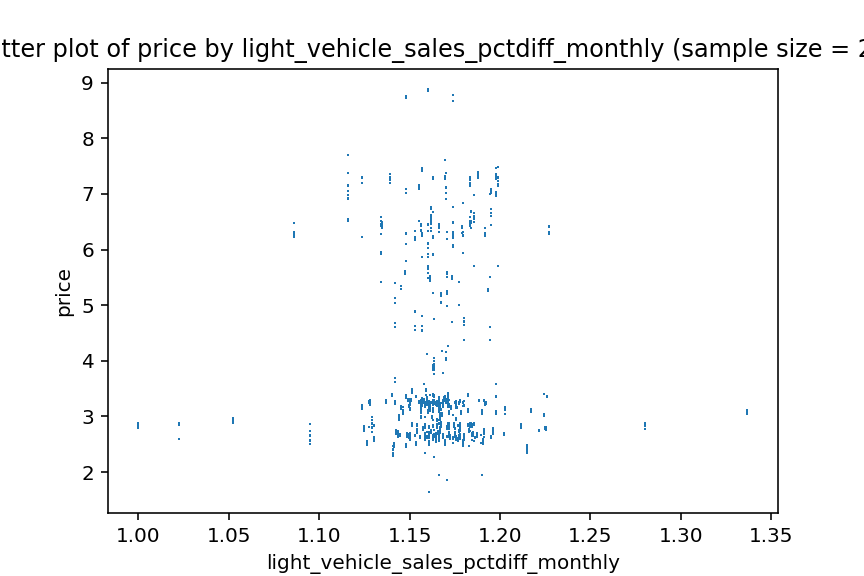 tter plot of price by light_vehicle_sales_pctdiff_monthly (sample size = 2
9
8
7
6
5
4
3
2
price
1.00 1.05 1.10 1.15 1.20 1.25 1.30 1.35
light_vehicle_sales_pctdiff_monthly